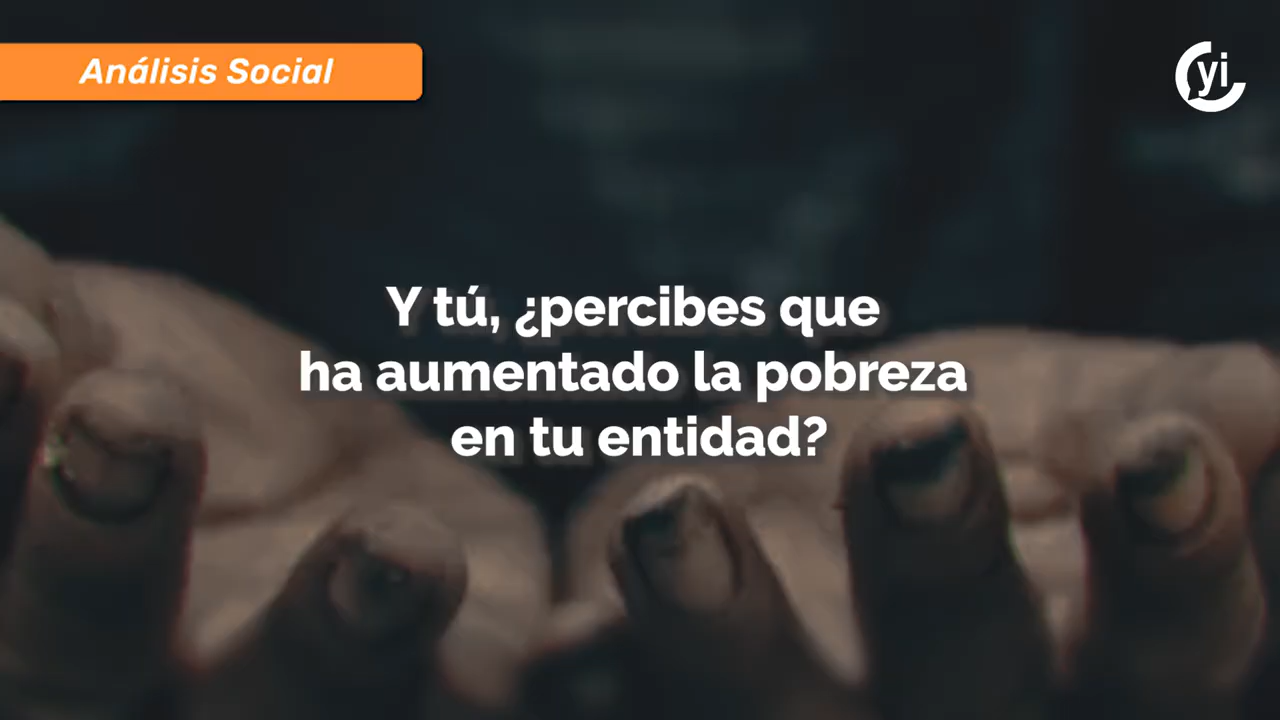 Análisis Social
yi
Y tú, ¿percibes que
ha aumentado la pobreza
en tu entidad?